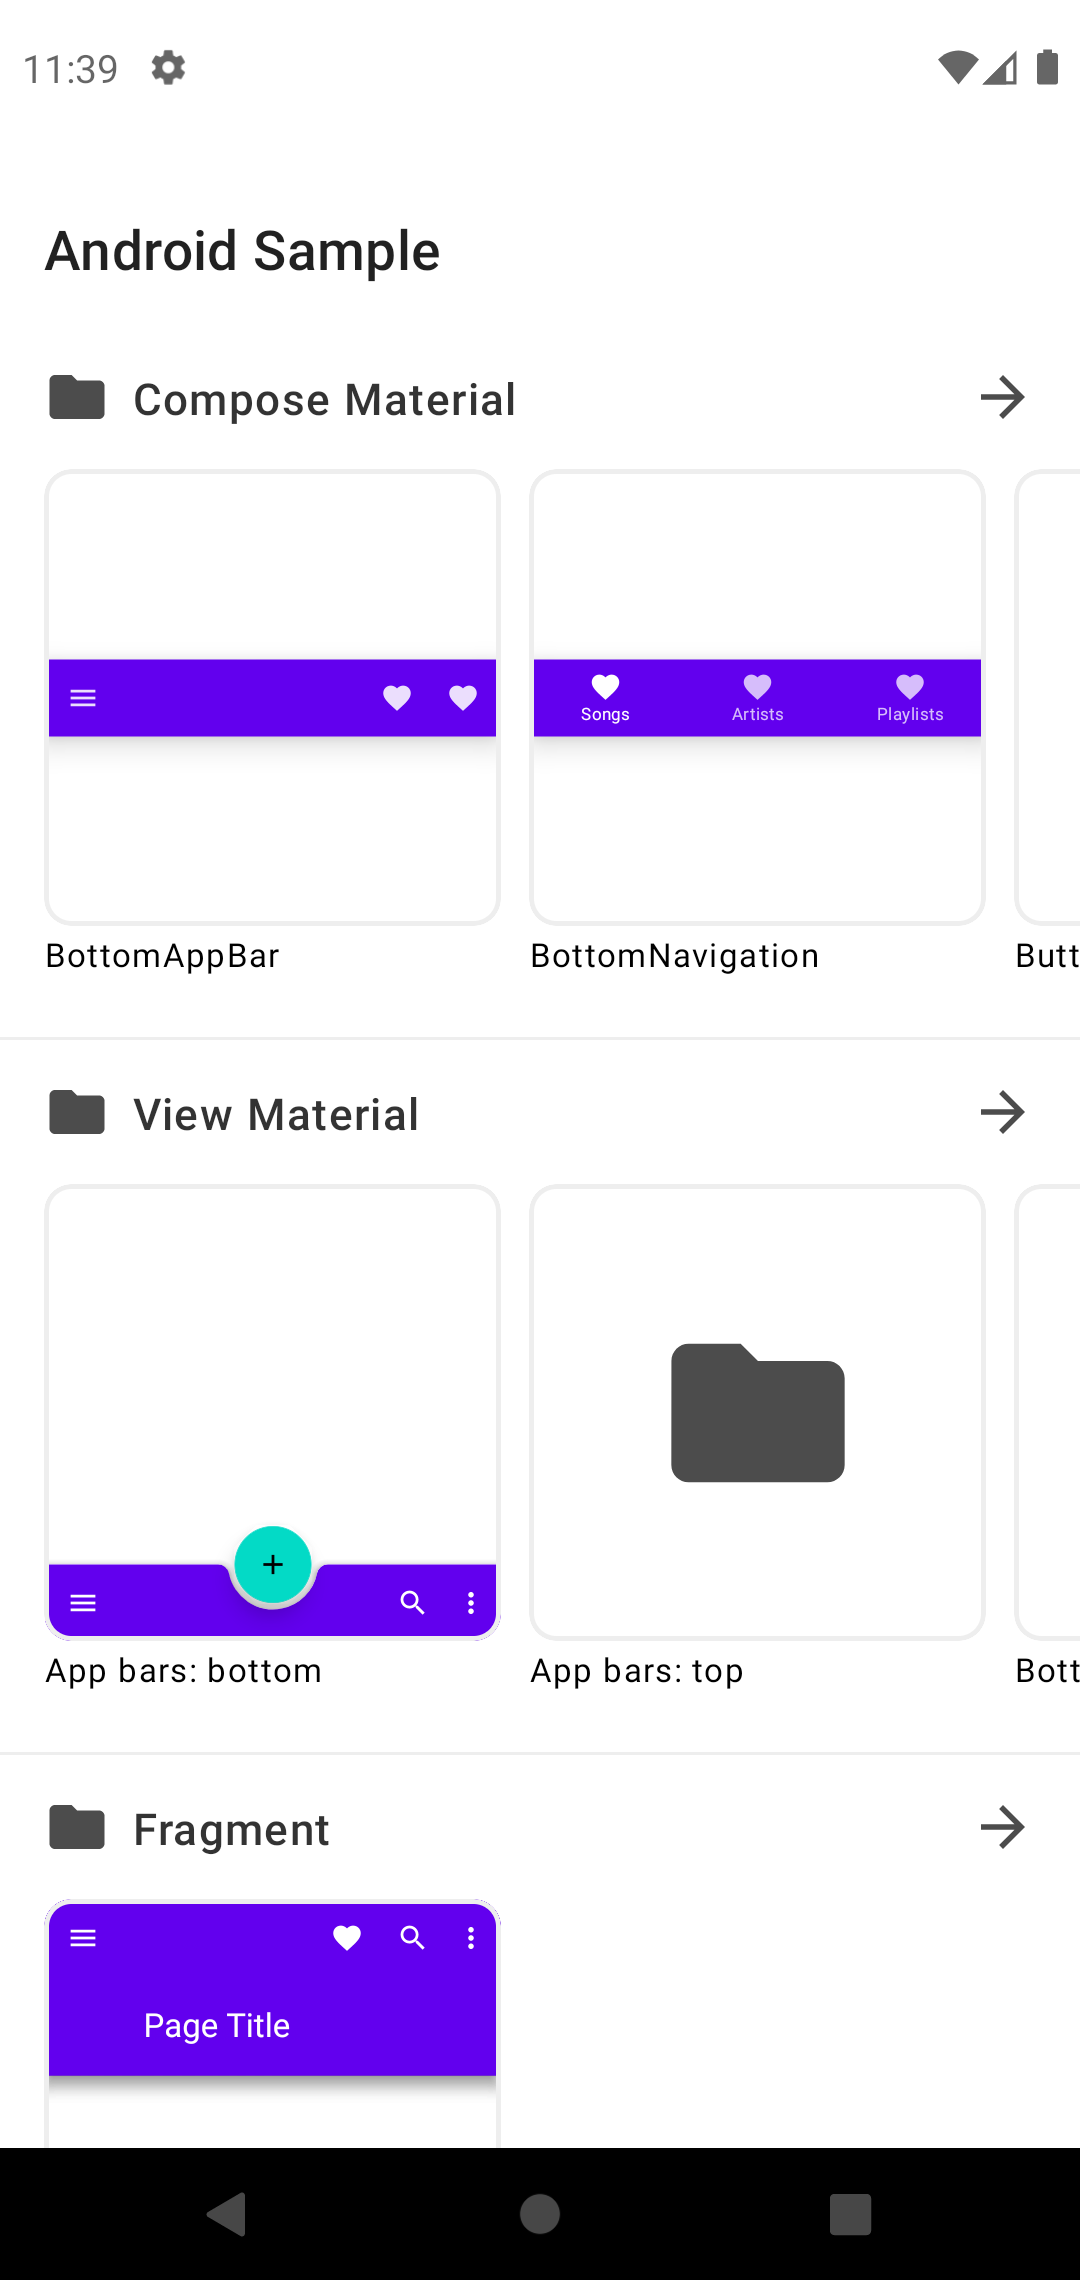 11:39
Android Sample
Compose Material
Songs
Artists
Playlists
BottomAppBar
BottomNavigation
Butt
View Material
App bars: bottom
App bars: top
Bott
Fragment
Page Title